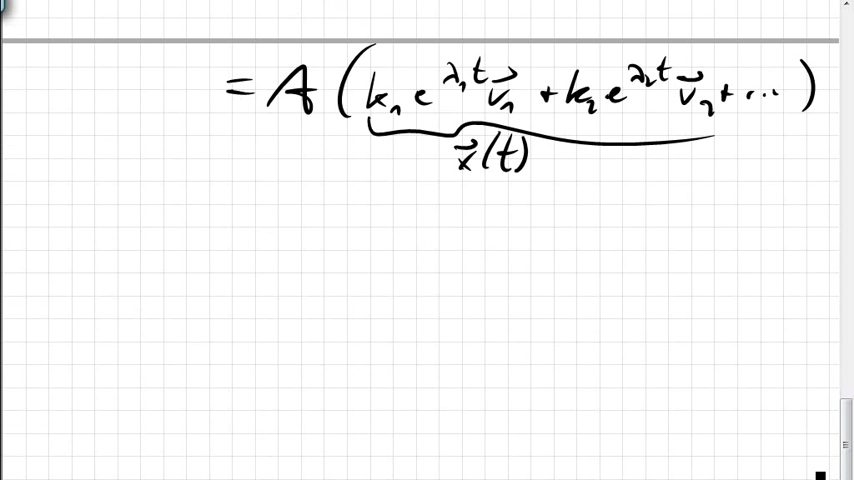 = A (k₁ e^{λ₁t} v⃗₁ + k₂ e^{λ₂t} v⃗₂ + ...)
x⃗(t)